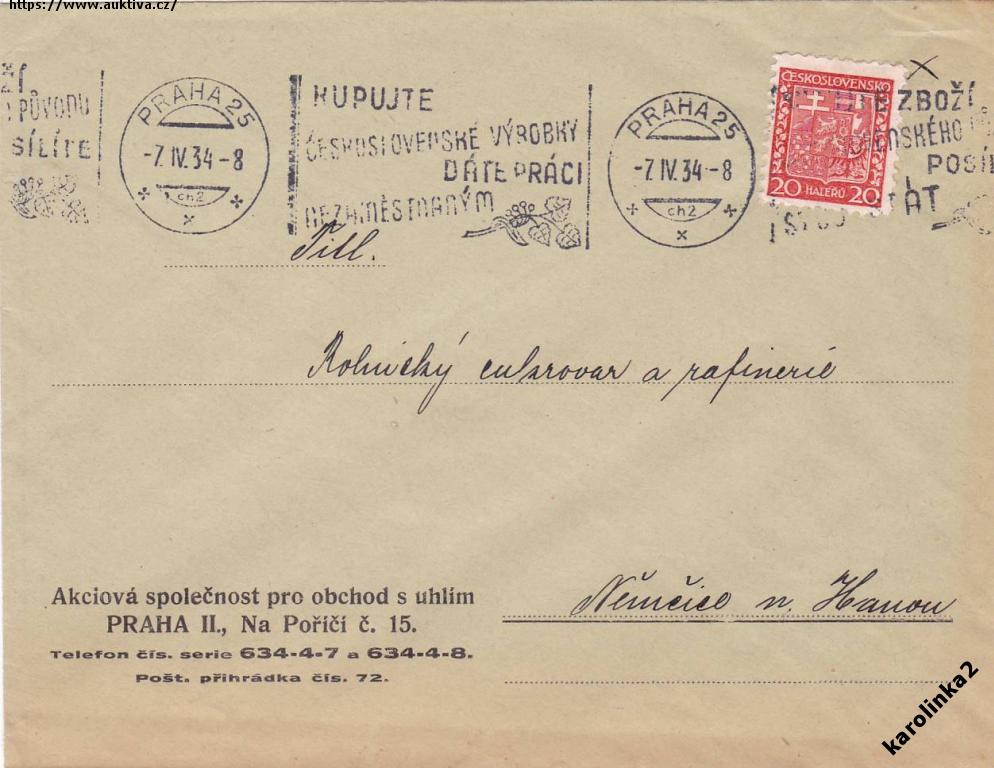 https://www.auktiva.cz/
PŮVODU
SÍLÍTE
PRAHA 25
-7.IV.34-8
ch2
KUPUJTE
ČESKOSLOVENSKÉ VÝROBKY
DÁTE PRÁCI
NEZAMĚSTNANÝM
PRAHA 25
-7.IV.34-8
ch2
ČESKOSLOVENSKO
20 HALÉŘŮ 20
ZBOŽÍ
POSÍ
STÁT
Titl.
Rolnický cukrovar a rafinerie
Němčice n. Hanou
Akciová společnost pro obchod s uhlím
PRAHA II., Na Poříčí č. 15.
Telefon čís. serie 634-4-7 a 634-4-8.
Pošt. přihrádka čís. 72.
karolinka2